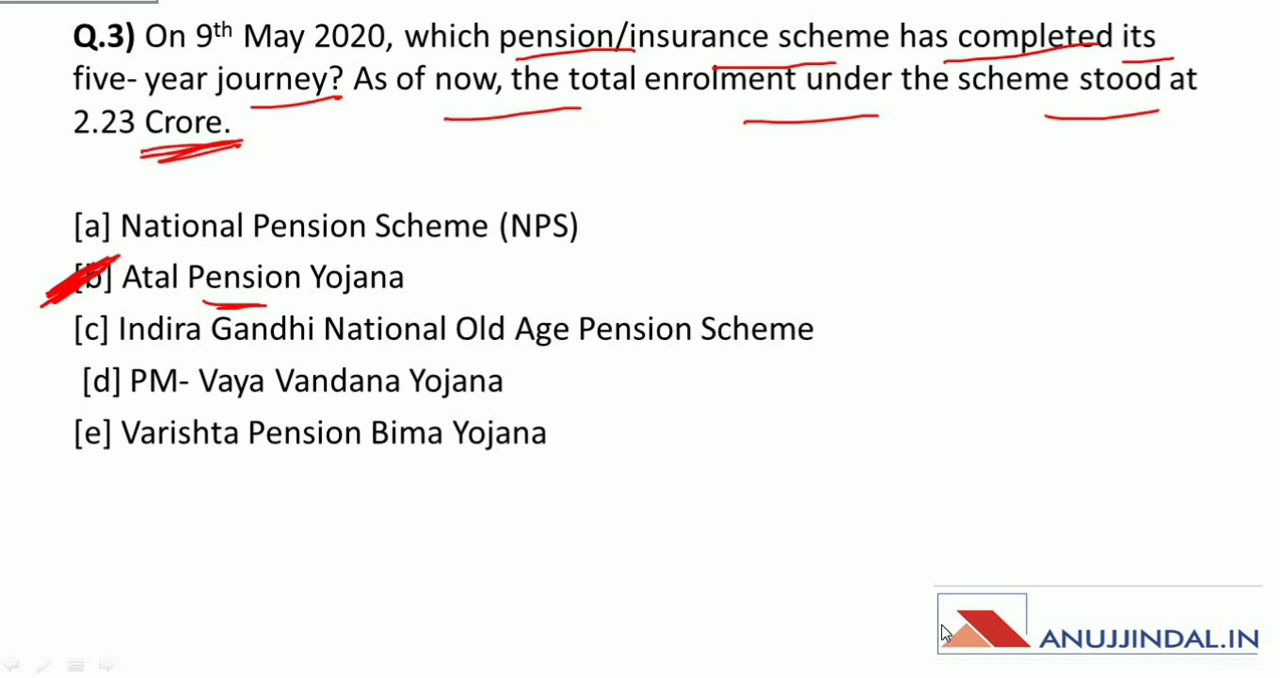 Q.3) On 9th May 2020, which pension/insurance scheme has completed its
five- year journey? As of now, the total enrolment under the scheme stood at
2.23 Crore.
[a] National Pension Scheme (NPS)
[b] Atal Pension Yojana
[c] Indira Gandhi National Old Age Pension Scheme
[d] PM- Vaya Vandana Yojana
[e] Varishta Pension Bima Yojana
ANUJJINDAL.IN